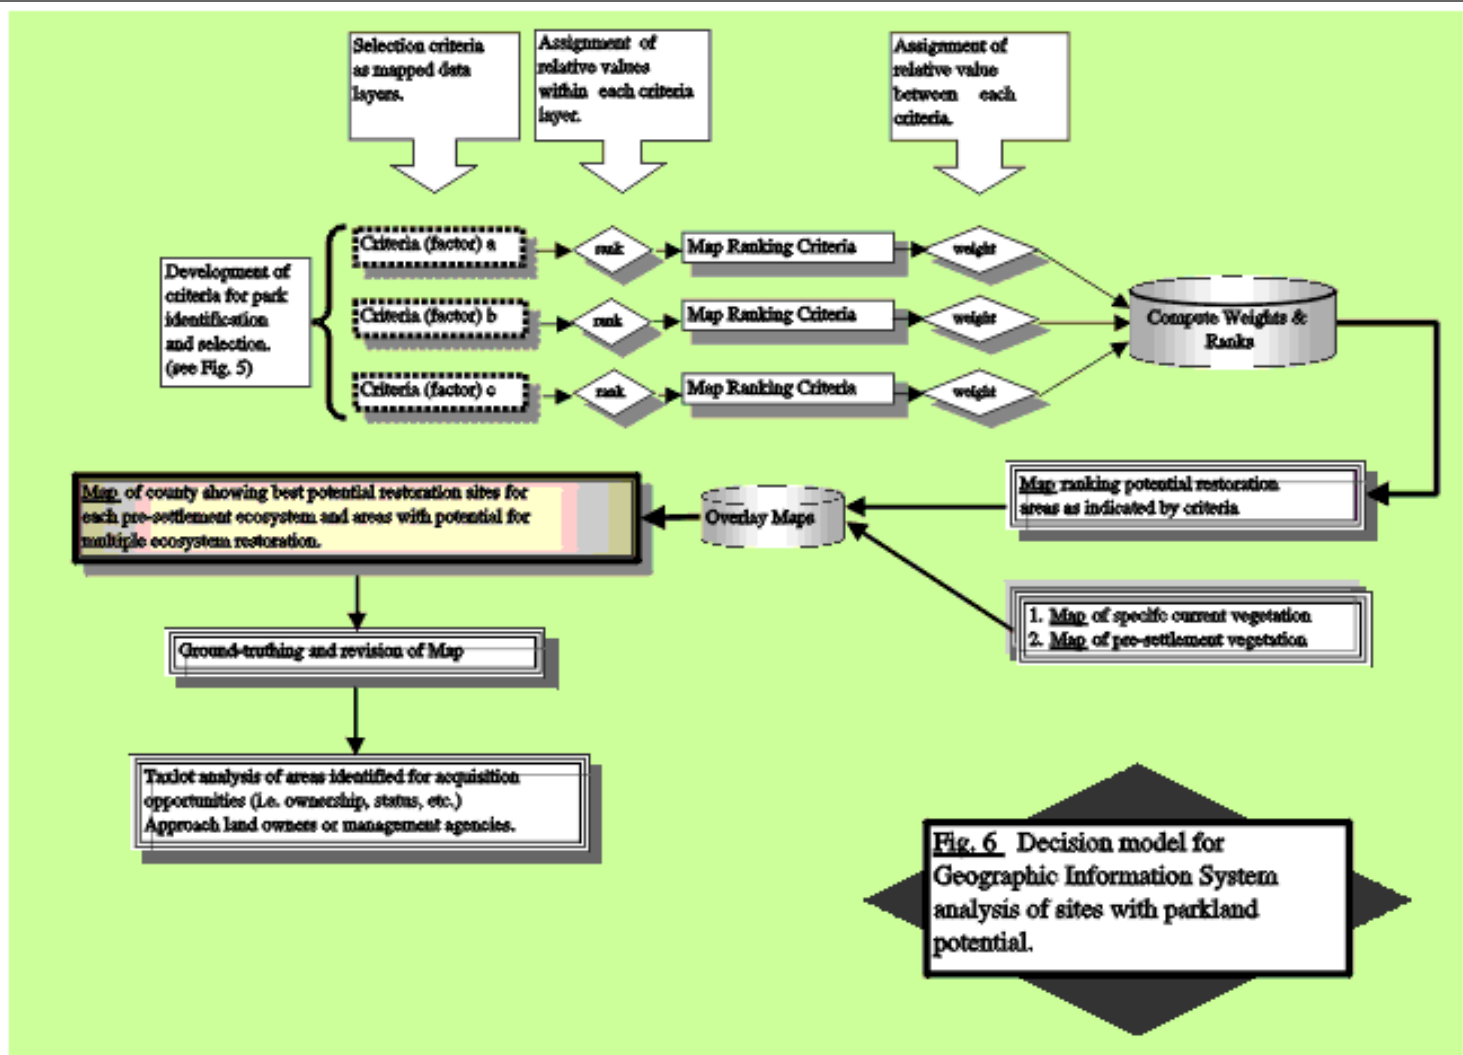 Selection criteria
as mapped data
layers.
Assignment of
relative values
within each criteria
layer.
Assignment of
relative value
between each
criteria.
Development of
criteria for park
identification
and selection.
(see Fig. 5)
Criteria (factor) a
rank
Map Ranking Criteria
weight
Criteria (factor) b
rank
Map Ranking Criteria
weight
Criteria (factor) c
rank
Map Ranking Criteria
weight
Compute Weights &
Ranks
Map ranking potential restoration
areas as indicated by criteria
1. Map of specifc current vegetation
2. Map of pre-settlement vegetation
Overlay Maps
Map of county showing best potential restoration sites for
each pre-settlement ecosystem and areas with potential for
multiple ecosystem restoration.
Ground-truthing and revision of Map
Taxlot analysis of areas identified for acquisition
opportunities (i.e. ownership, status, etc.)
Approach land owners or management agencies.
Fig. 6 Decision model for
Geographic Information System
analysis of sites with parkland
potential.